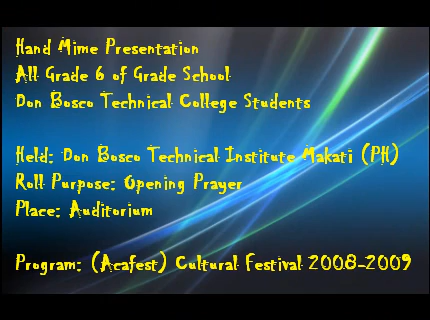 Hand Mime Presentation
All Grade 6 of Grade School
Don Bosco Technical College Students
Held: Don Bosco Technical Institute Makati (PH)
Roll Purpose: Opening Prayer
Place: Auditorium
Program: (Acafest) Cultural Festival 2008-2009